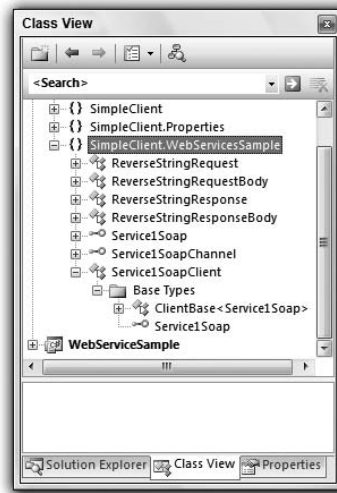 Class View
<Search>
{} SimpleClient
{} SimpleClient.Properties
{} SimpleClient.WebServicesSample
ReverseStringRequest
ReverseStringRequestBody
ReverseStringResponse
ReverseStringResponseBody
Service1Soap
Service1SoapChannel
Service1SoapClient
Base Types
ClientBase<Service1Soap>
Service1Soap
WebServiceSample
Solution Explorer Class View Properties